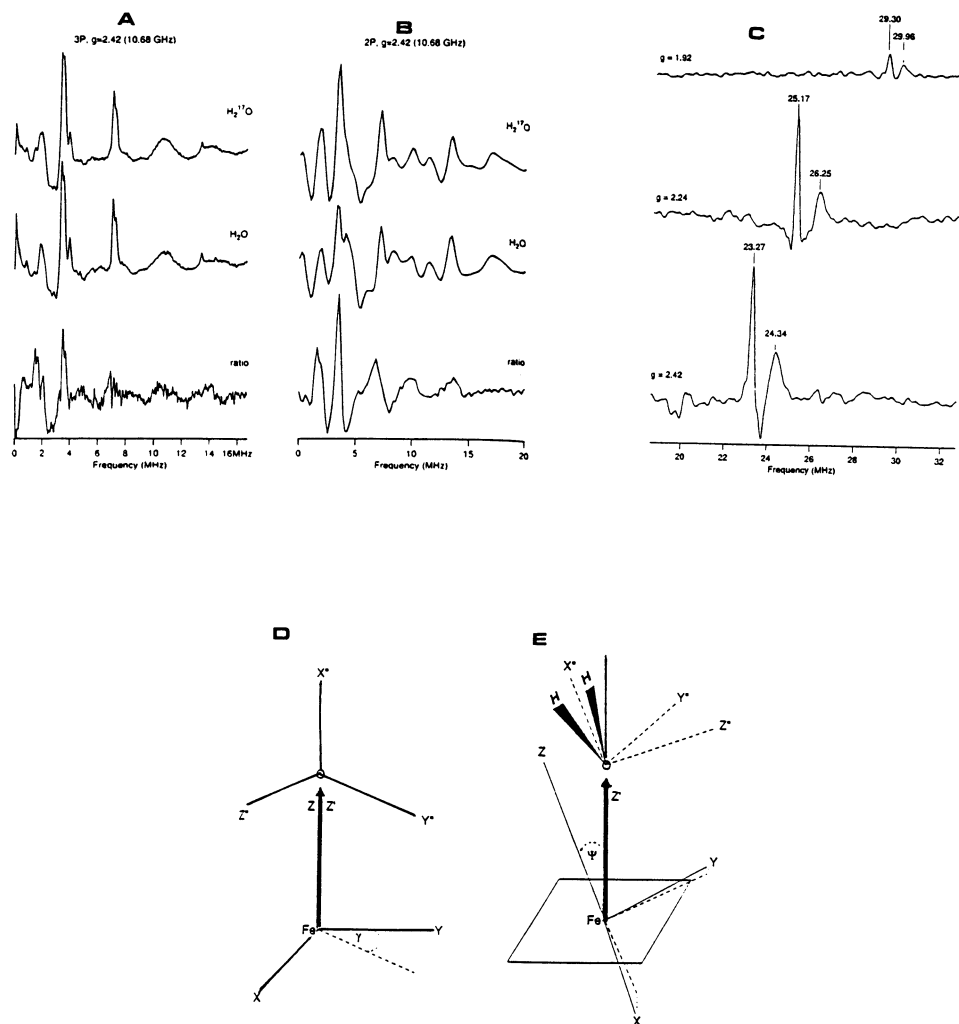 A
3P, g=2.42 (10.68 GHz)
H₂¹⁷O
H₂O
ratio
0 2 4 6 8 10 12 14 16MHz
Frequency (MHz)
B
2P, g=2.42 (10.68 GHz)
H₂¹⁷O
H₂O
ratio
0 5 10 15 20
Frequency (MHz)
C
29.30
29.96
g = 1.92
25.17
26.25
g = 2.24
23.27
24.34
g = 2.42
20 22 24 26 28 30 32
Frequency (MHz)
D
X"
Z"
Y"
Z Z'
Fe
Y
γ
X
E
X"
H H
Y"
Z"
Z
Z'
Ψ
Y
Fe
X